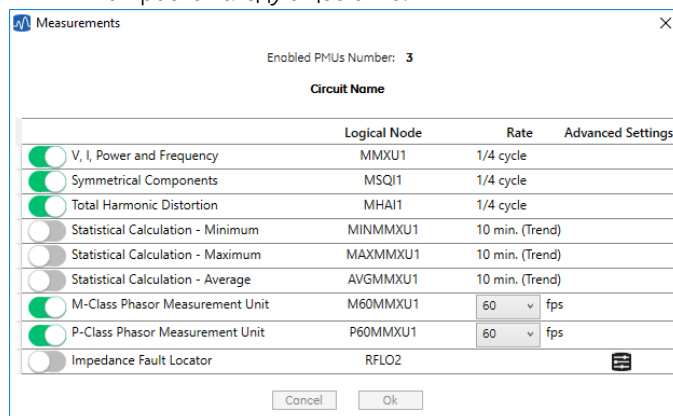 Measurements
Enabled PMUs Number: 3
Circuit Name
Logical Node Rate Advanced Settings
V, I, Power and Frequency MMXU1 1/4 cycle
Symmetrical Components MSQI1 1/4 cycle
Total Harmonic Distortion MHAI1 1/4 cycle
Statistical Calculation - Minimum MINMMXU1 10 min. (Trend)
Statistical Calculation - Maximum MAXMMXU1 10 min. (Trend)
Statistical Calculation - Average AVGMMXU1 10 min. (Trend)
M-Class Phasor Measurement Unit M60MMXU1 60 fps
P-Class Phasor Measurement Unit P60MMXU1 60 fps
Impedance Fault Locator RFLO2
Cancel Ok